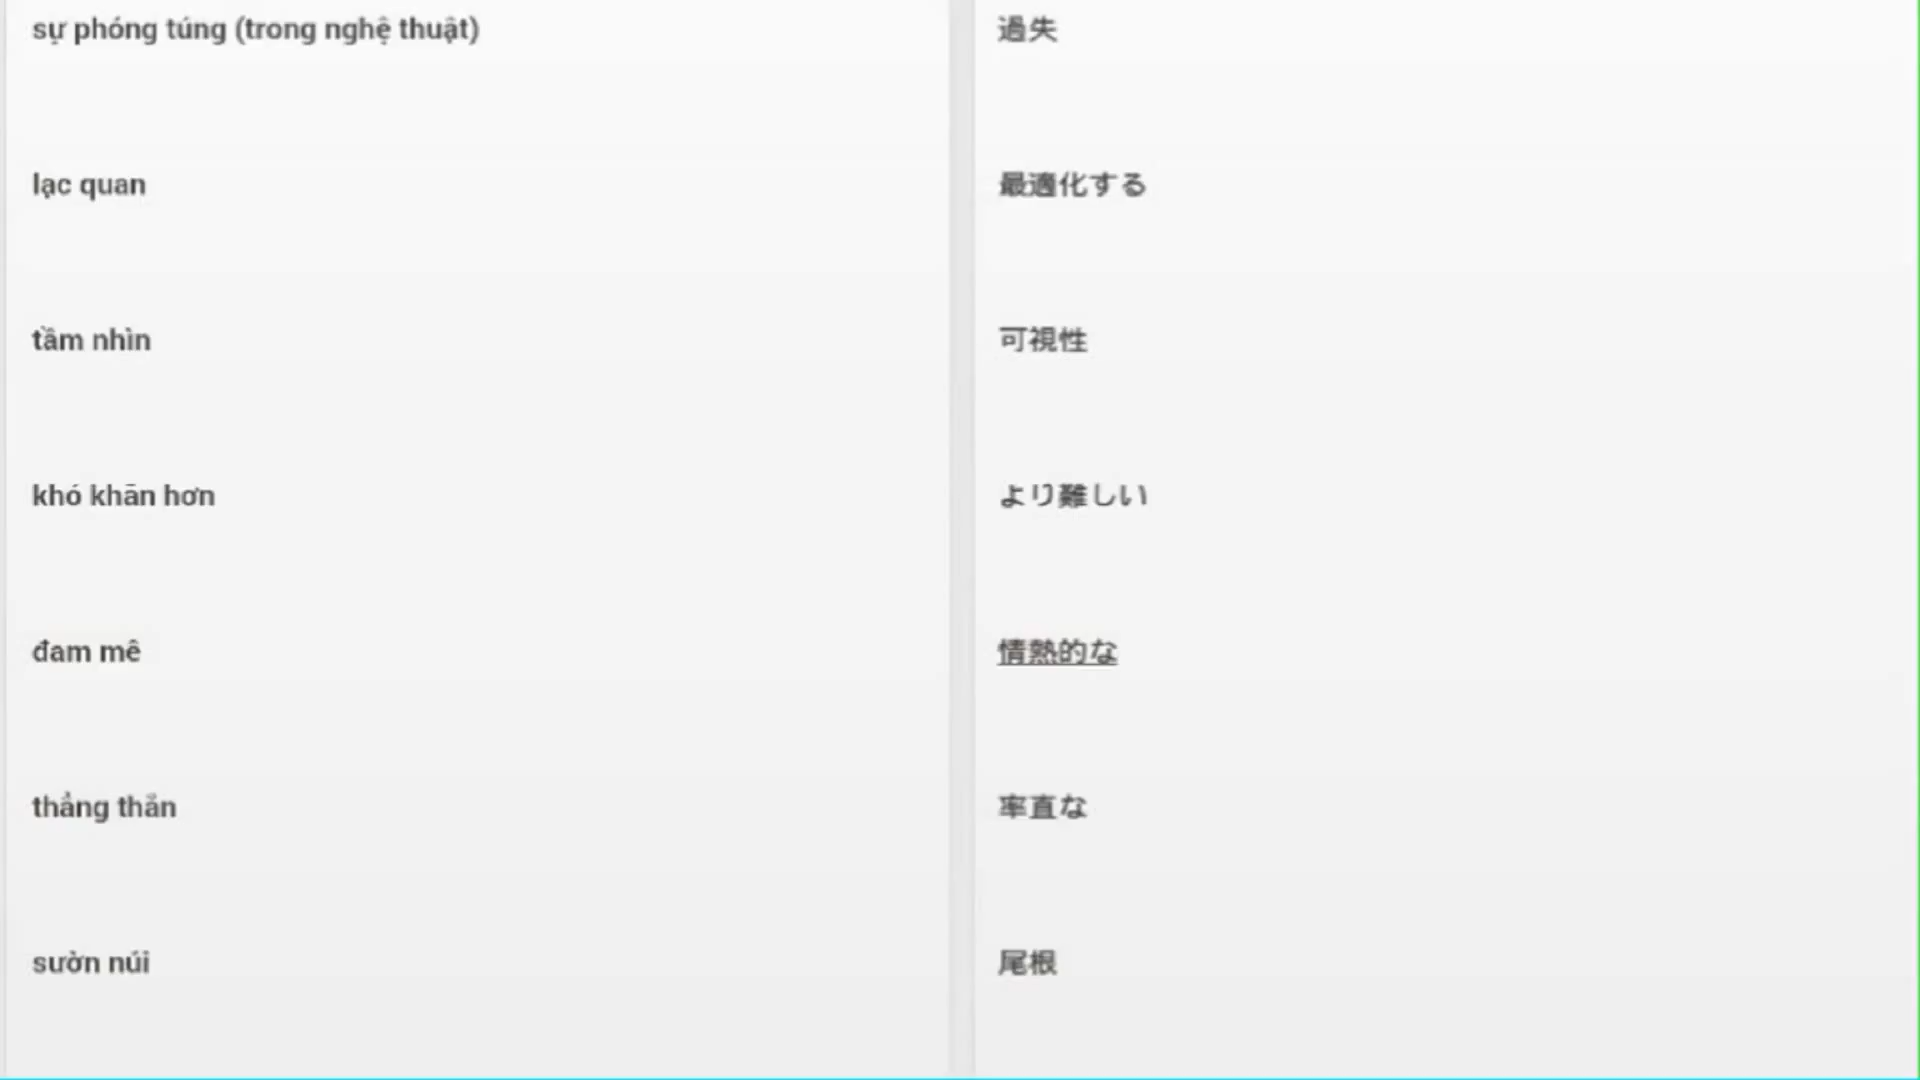 sự phóng túng (trong nghệ thuật)
過失
lạc quan
最適化する
tầm nhìn
可視性
khó khăn hơn
より難しい
đam mê
情熱的な
thẳng thắn
率直な
sườn núi
尾根